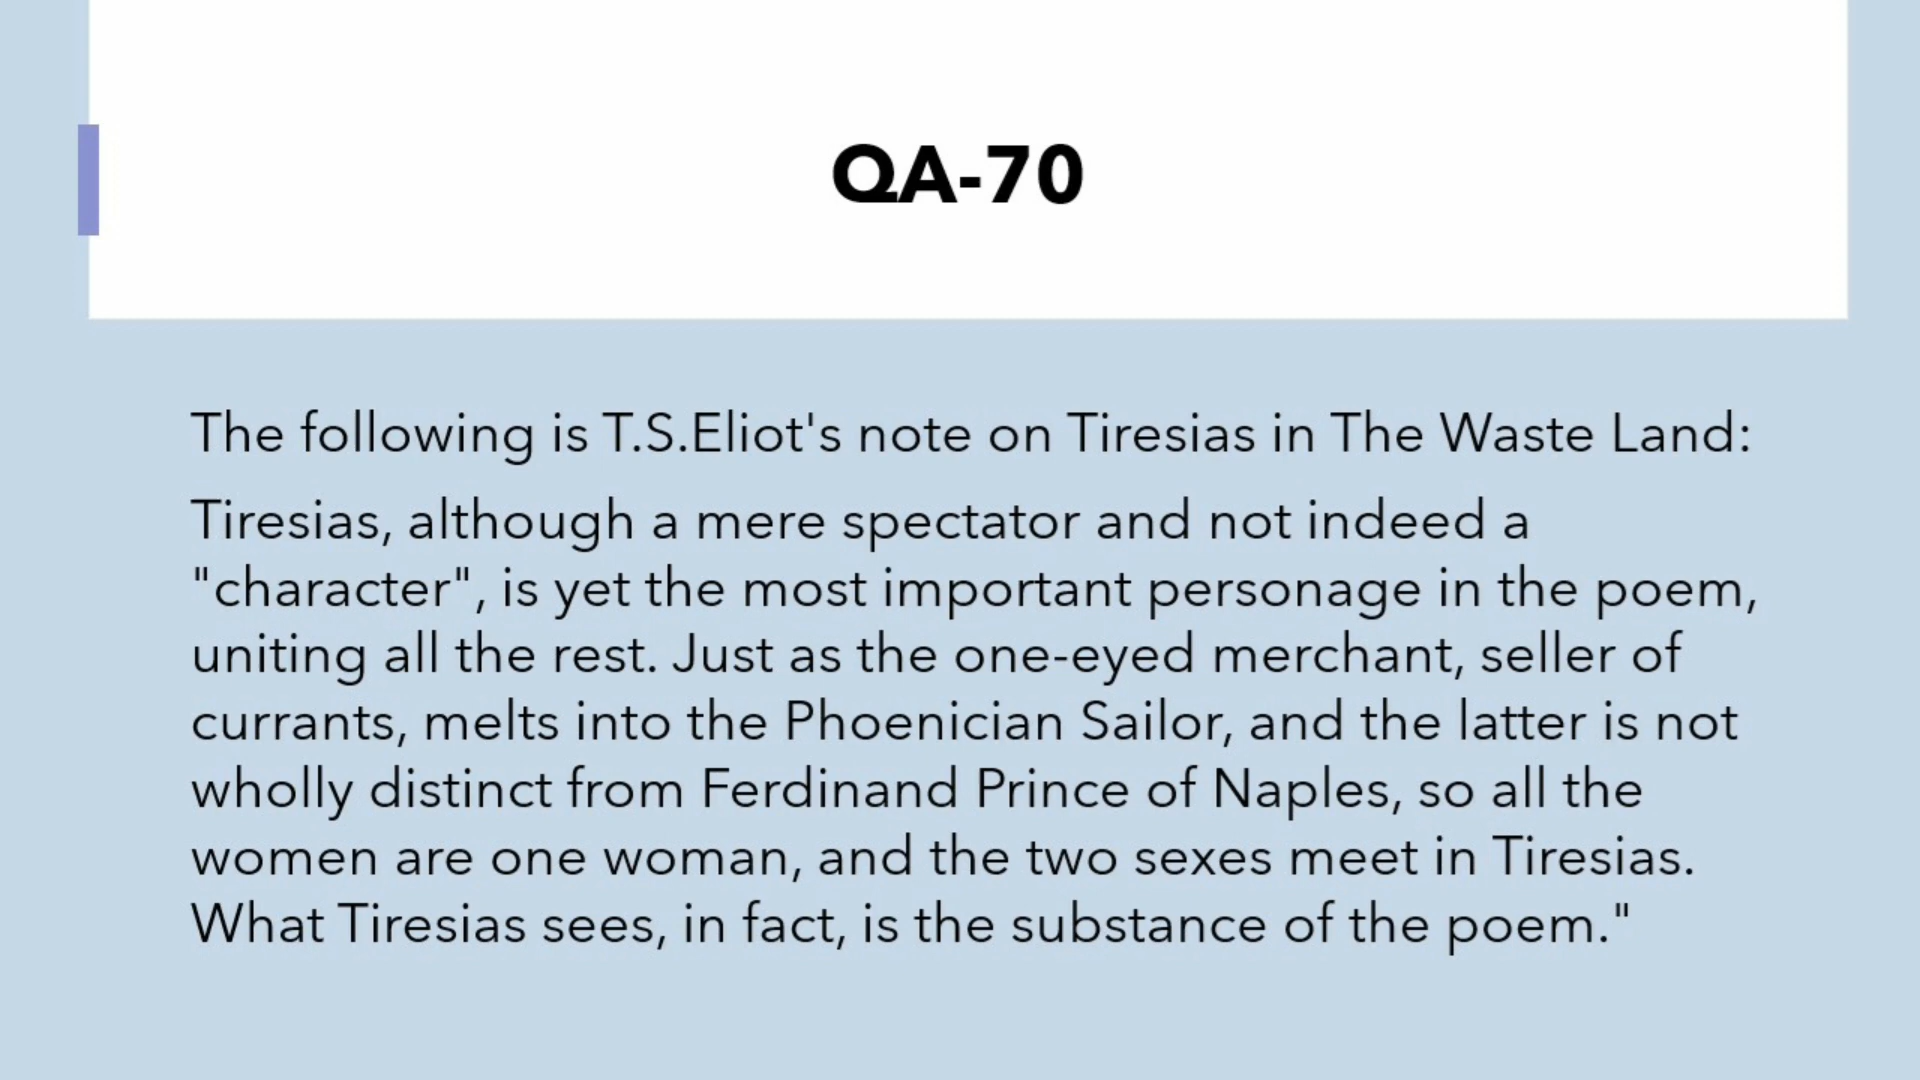 QA-70
The following is T.S.Eliot's note on Tiresias in The Waste Land:
Tiresias, although a mere spectator and not indeed a
"character", is yet the most important personage in the poem,
uniting all the rest. Just as the one-eyed merchant, seller of
currants, melts into the Phoenician Sailor, and the latter is not
wholly distinct from Ferdinand Prince of Naples, so all the
women are one woman, and the two sexes meet in Tiresias.
What Tiresias sees, in fact, is the substance of the poem."